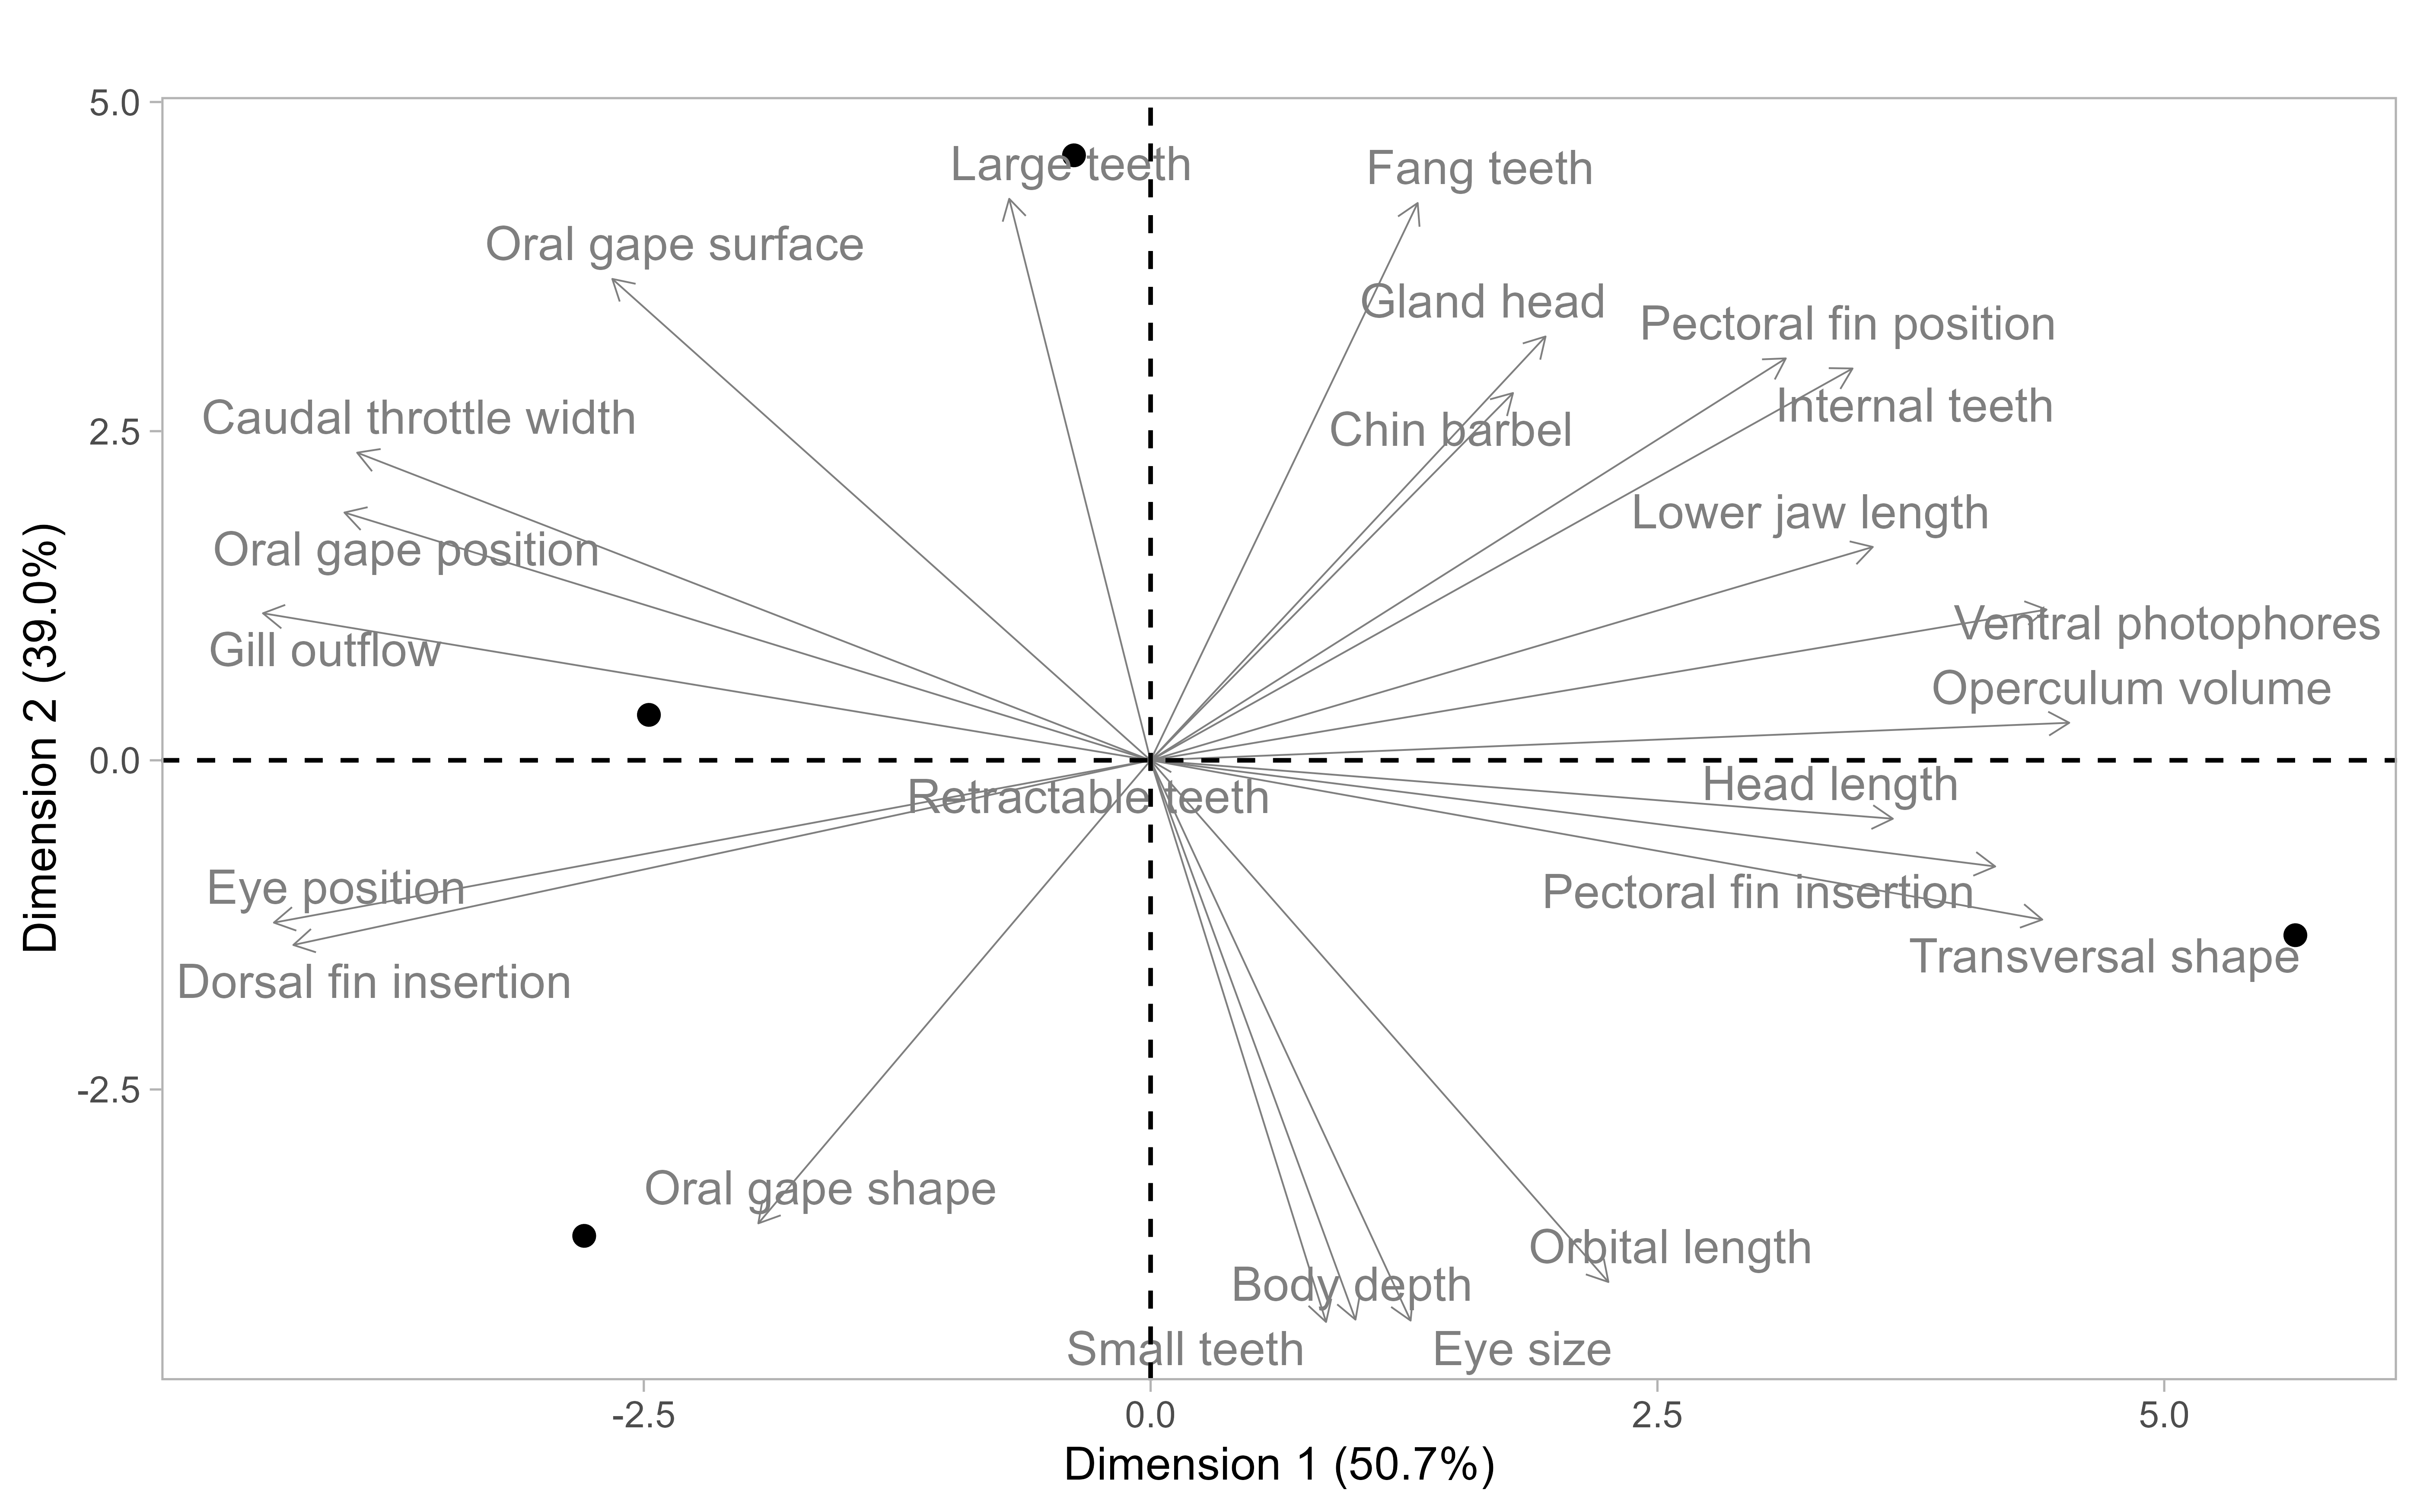 5.0
Large teeth
Fang teeth
Oral gape surface
Gland head
Pectoral fin position
Internal teeth
Caudal throttle width
2.5
Chin barbel
Lower jaw length
Oral gape position
Ventral photophores
Gill outflow
Operculum volume
Dimension 2 (39.0%)
0.0
Head length
Retractable teeth
Eye position
Pectoral fin insertion
Transversal shape
Dorsal fin insertion
-2.5
Oral gape shape
Orbital length
Body depth
Small teeth
Eye size
-2.5
0.0
2.5
5.0
Dimension 1 (50.7%)